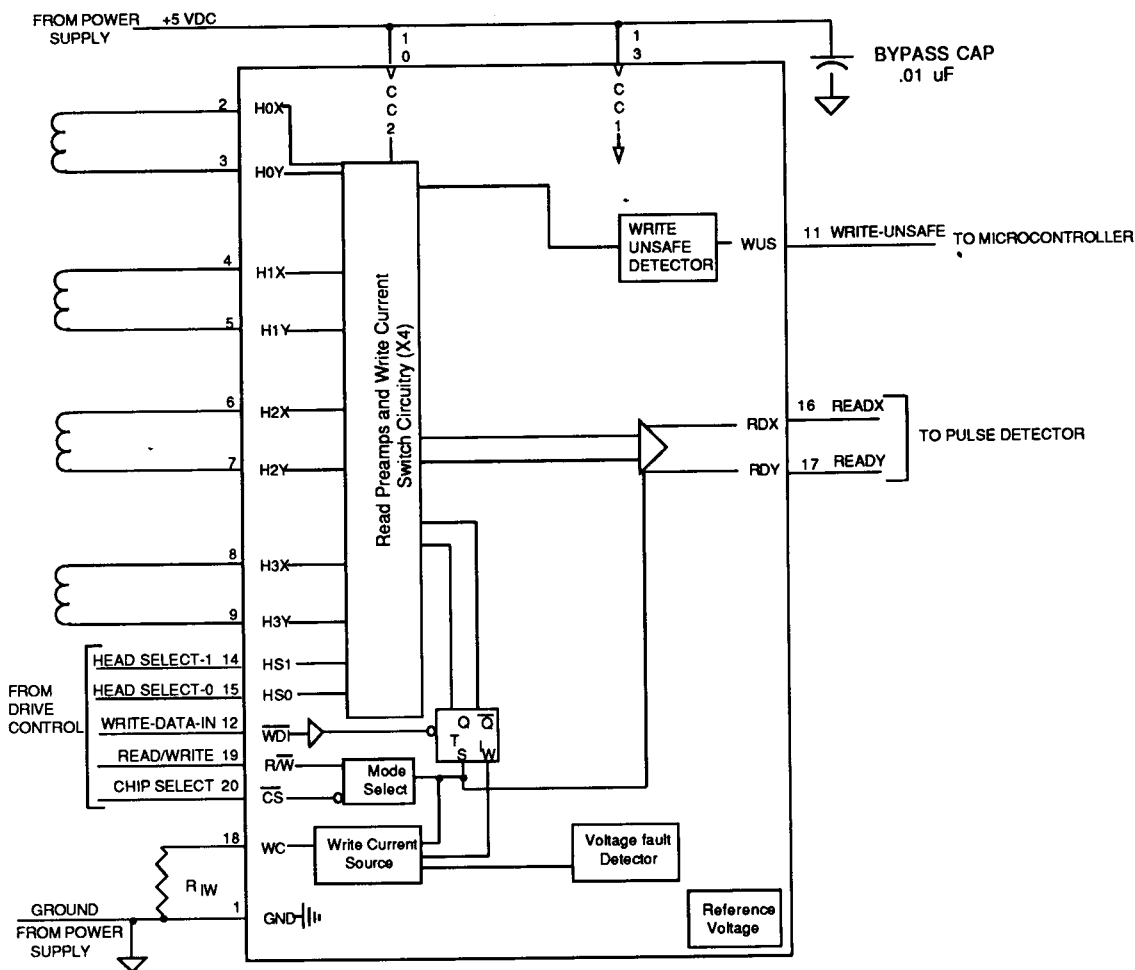 FROM POWER
SUPPLY
+5 VDC
1
0
1
3
BYPASS CAP
.01 uF
V
C
C
2
V
C
C
1
2
H0X
3
H0Y
4
H1X
5
H1Y
6
H2X
7
H2Y
8
H3X
9
H3Y
Read Preamps and Write Current
Switch Circuitry (X4)
WRITE
UNSAFE
DETECTOR
WUS
11 WRITE-UNSAFE
TO MICROCONTROLLER
RDX
16 READX
RDY
17 READY
TO PULSE DETECTOR
FROM
DRIVE
CONTROL
HEAD SELECT-1 14
HS1
HEAD SELECT-0 15
HS0
WRITE-DATA-IN 12
WDI
READ/WRITE 19
R/W
CHIP SELECT 20
CS
Mode
Select
Q Q
T
S
IW
18
WC
Write Current
Source
Voltage fault
Detector
RIW
GROUND
1
GND
FROM POWER
SUPPLY
Reference
Voltage